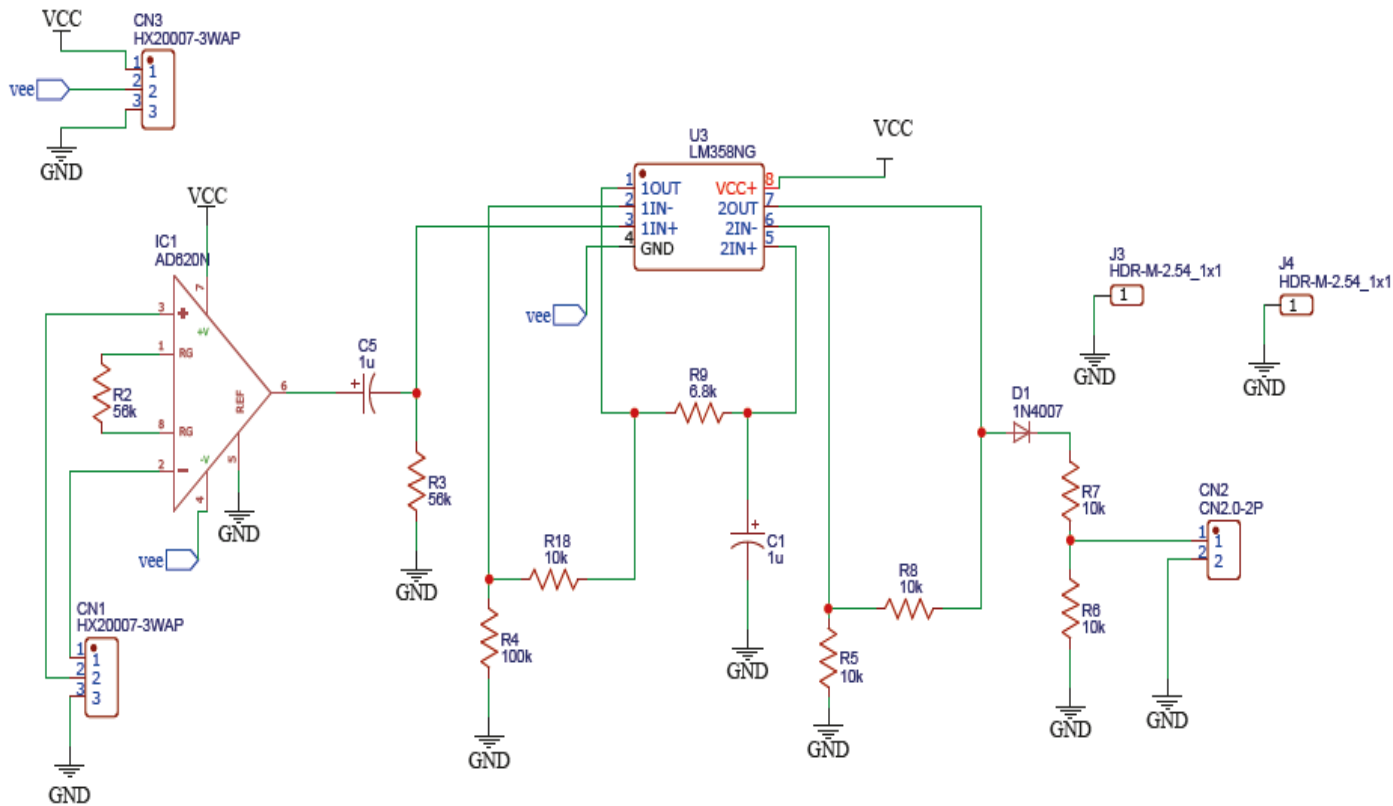 CN3
HX20007-3WAP
VCC
1
1
2
2
3
3
vee
GND
VCC
IC1
AD620N
7
+V
3
+
1
RG
R2
56k
8
RG
REF
6
2
-
-V
4
5
GND
vee
CN1
HX20007-3WAP
1
1
2
2
3
3
GND
C5
1u
+
R3
56k
GND
U3
LM358NG
VCC
1
1OUT
VCC+
8
2
1IN-
2OUT
7
3
1IN+
2IN-
6
4
GND
2IN+
5
vee
R9
6.8k
R18
10k
R4
100k
GND
+
C1
1u
GND
R8
10k
R5
10k
GND
D1
1N4007
R7
10k
R6
10k
GND
CN2
CN2.0-2P
1
1
2
2
GND
J3
HDR-M-2.54_1x1
1
GND
J4
HDR-M-2.54_1x1
1
GND